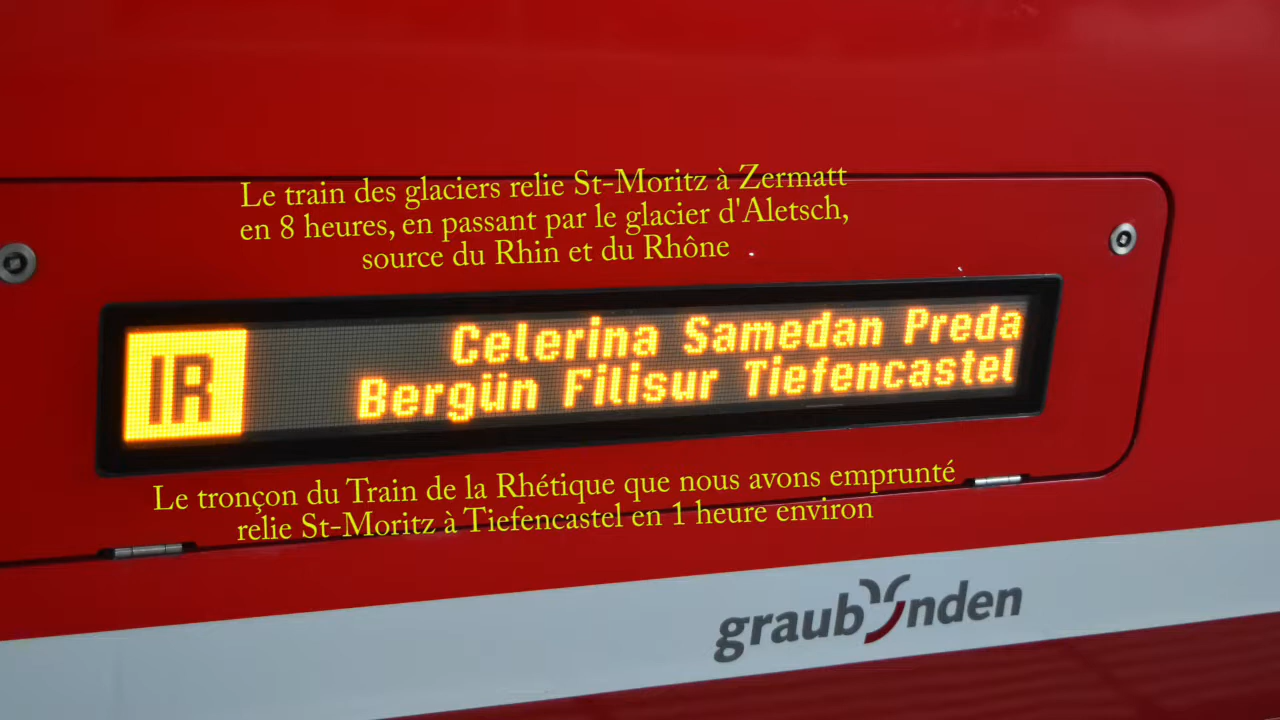 Le train des glaciers relie St-Moritz à Zermatt
en 8 heures, en passant par le glacier d'Aletsch,
source du Rhin et du Rhône .
IR
Celerina Samedan Preda
Bergün Filisur Tiefencastel
Le tronçon du Train de la Rhétique que nous avons emprunté
relie St-Moritz à Tiefencastel en 1 heure environ
graubünden